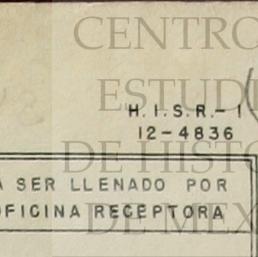 CENTRO
ESTUDI
H.I.S.R.-1
12-4836
DE HISTO
A SER LLENADO POR
OFICINA RECEPTORA
DE MEX